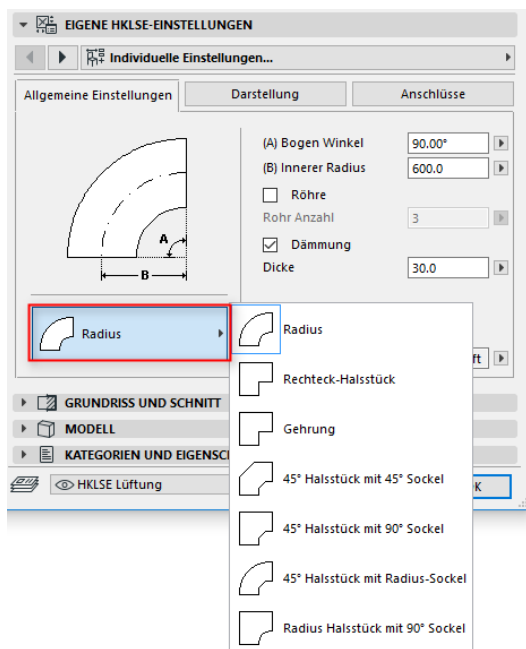 EIGENE HKLSE-EINSTELLUNGEN
Individuelle Einstellungen...
Allgemeine Einstellungen Darstellung Anschlüsse
(A) Bogen Winkel 90.00°
(B) Innerer Radius 600.0
Röhre
Rohr Anzahl 3
Dämmung
Dicke 30.0
A
B
Radius
Radius
Rechteck-Halsstück
Gehrung
45° Halsstück mit 45° Sockel
45° Halsstück mit 90° Sockel
45° Halsstück mit Radius-Sockel
Radius Halsstück mit 90° Sockel
ft
GRUNDRISS UND SCHNITT
MODELL
KATEGORIEN UND EIGENSC
HKLSE Lüftung
K